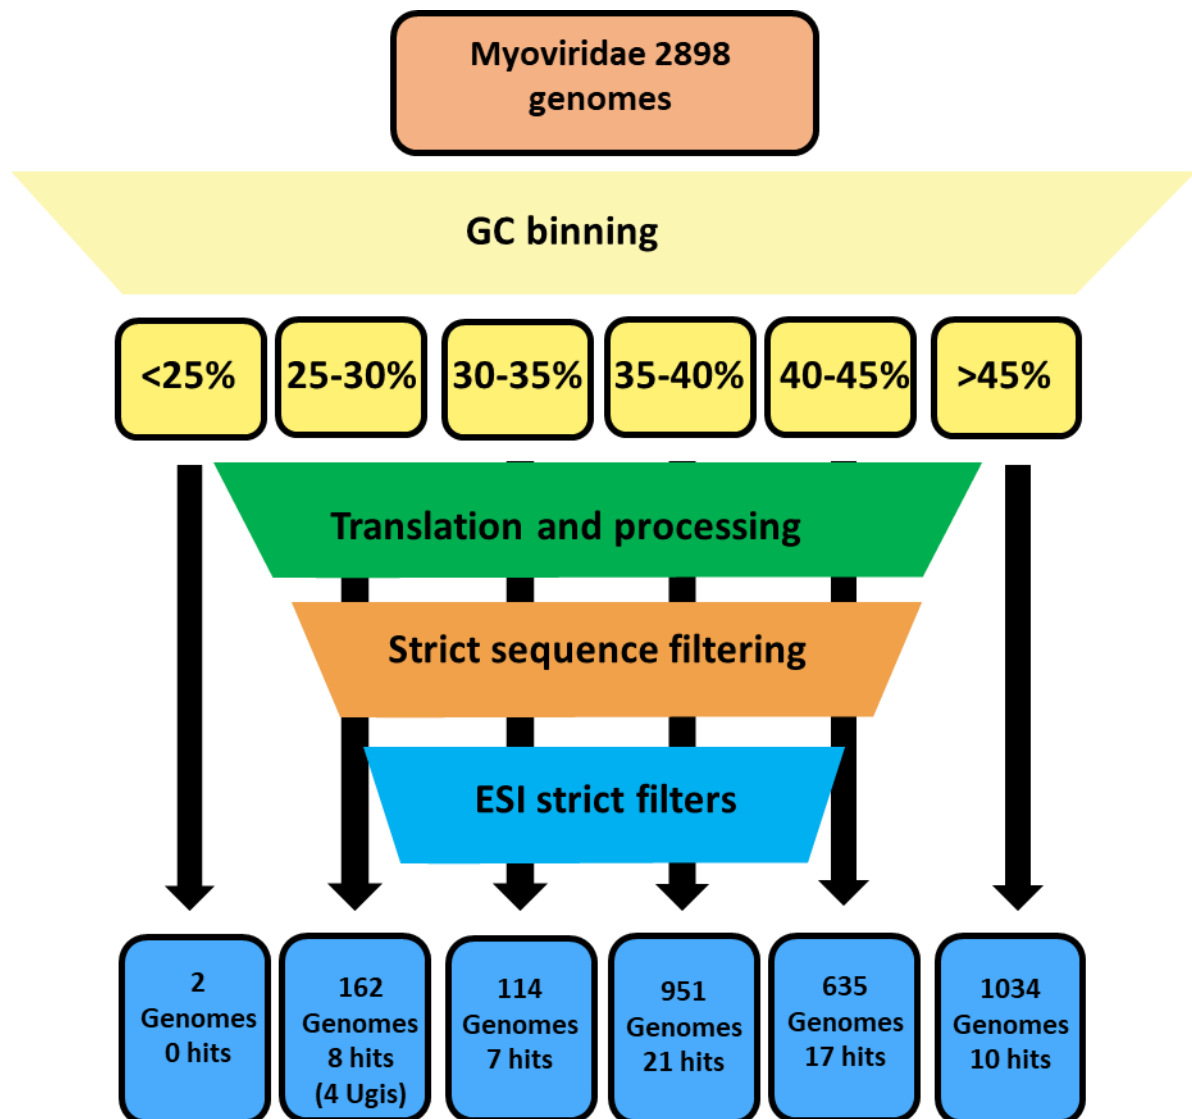 Myoviridae 2898
genomes
GC binning
<25%
25-30%
30-35%
35-40%
40-45%
>45%
Translation and processing
Strict sequence filtering
ESI strict filters
2
Genomes
0 hits
162
Genomes
8 hits
(4 Ugis)
114
Genomes
7 hits
951
Genomes
21 hits
635
Genomes
17 hits
1034
Genomes
10 hits